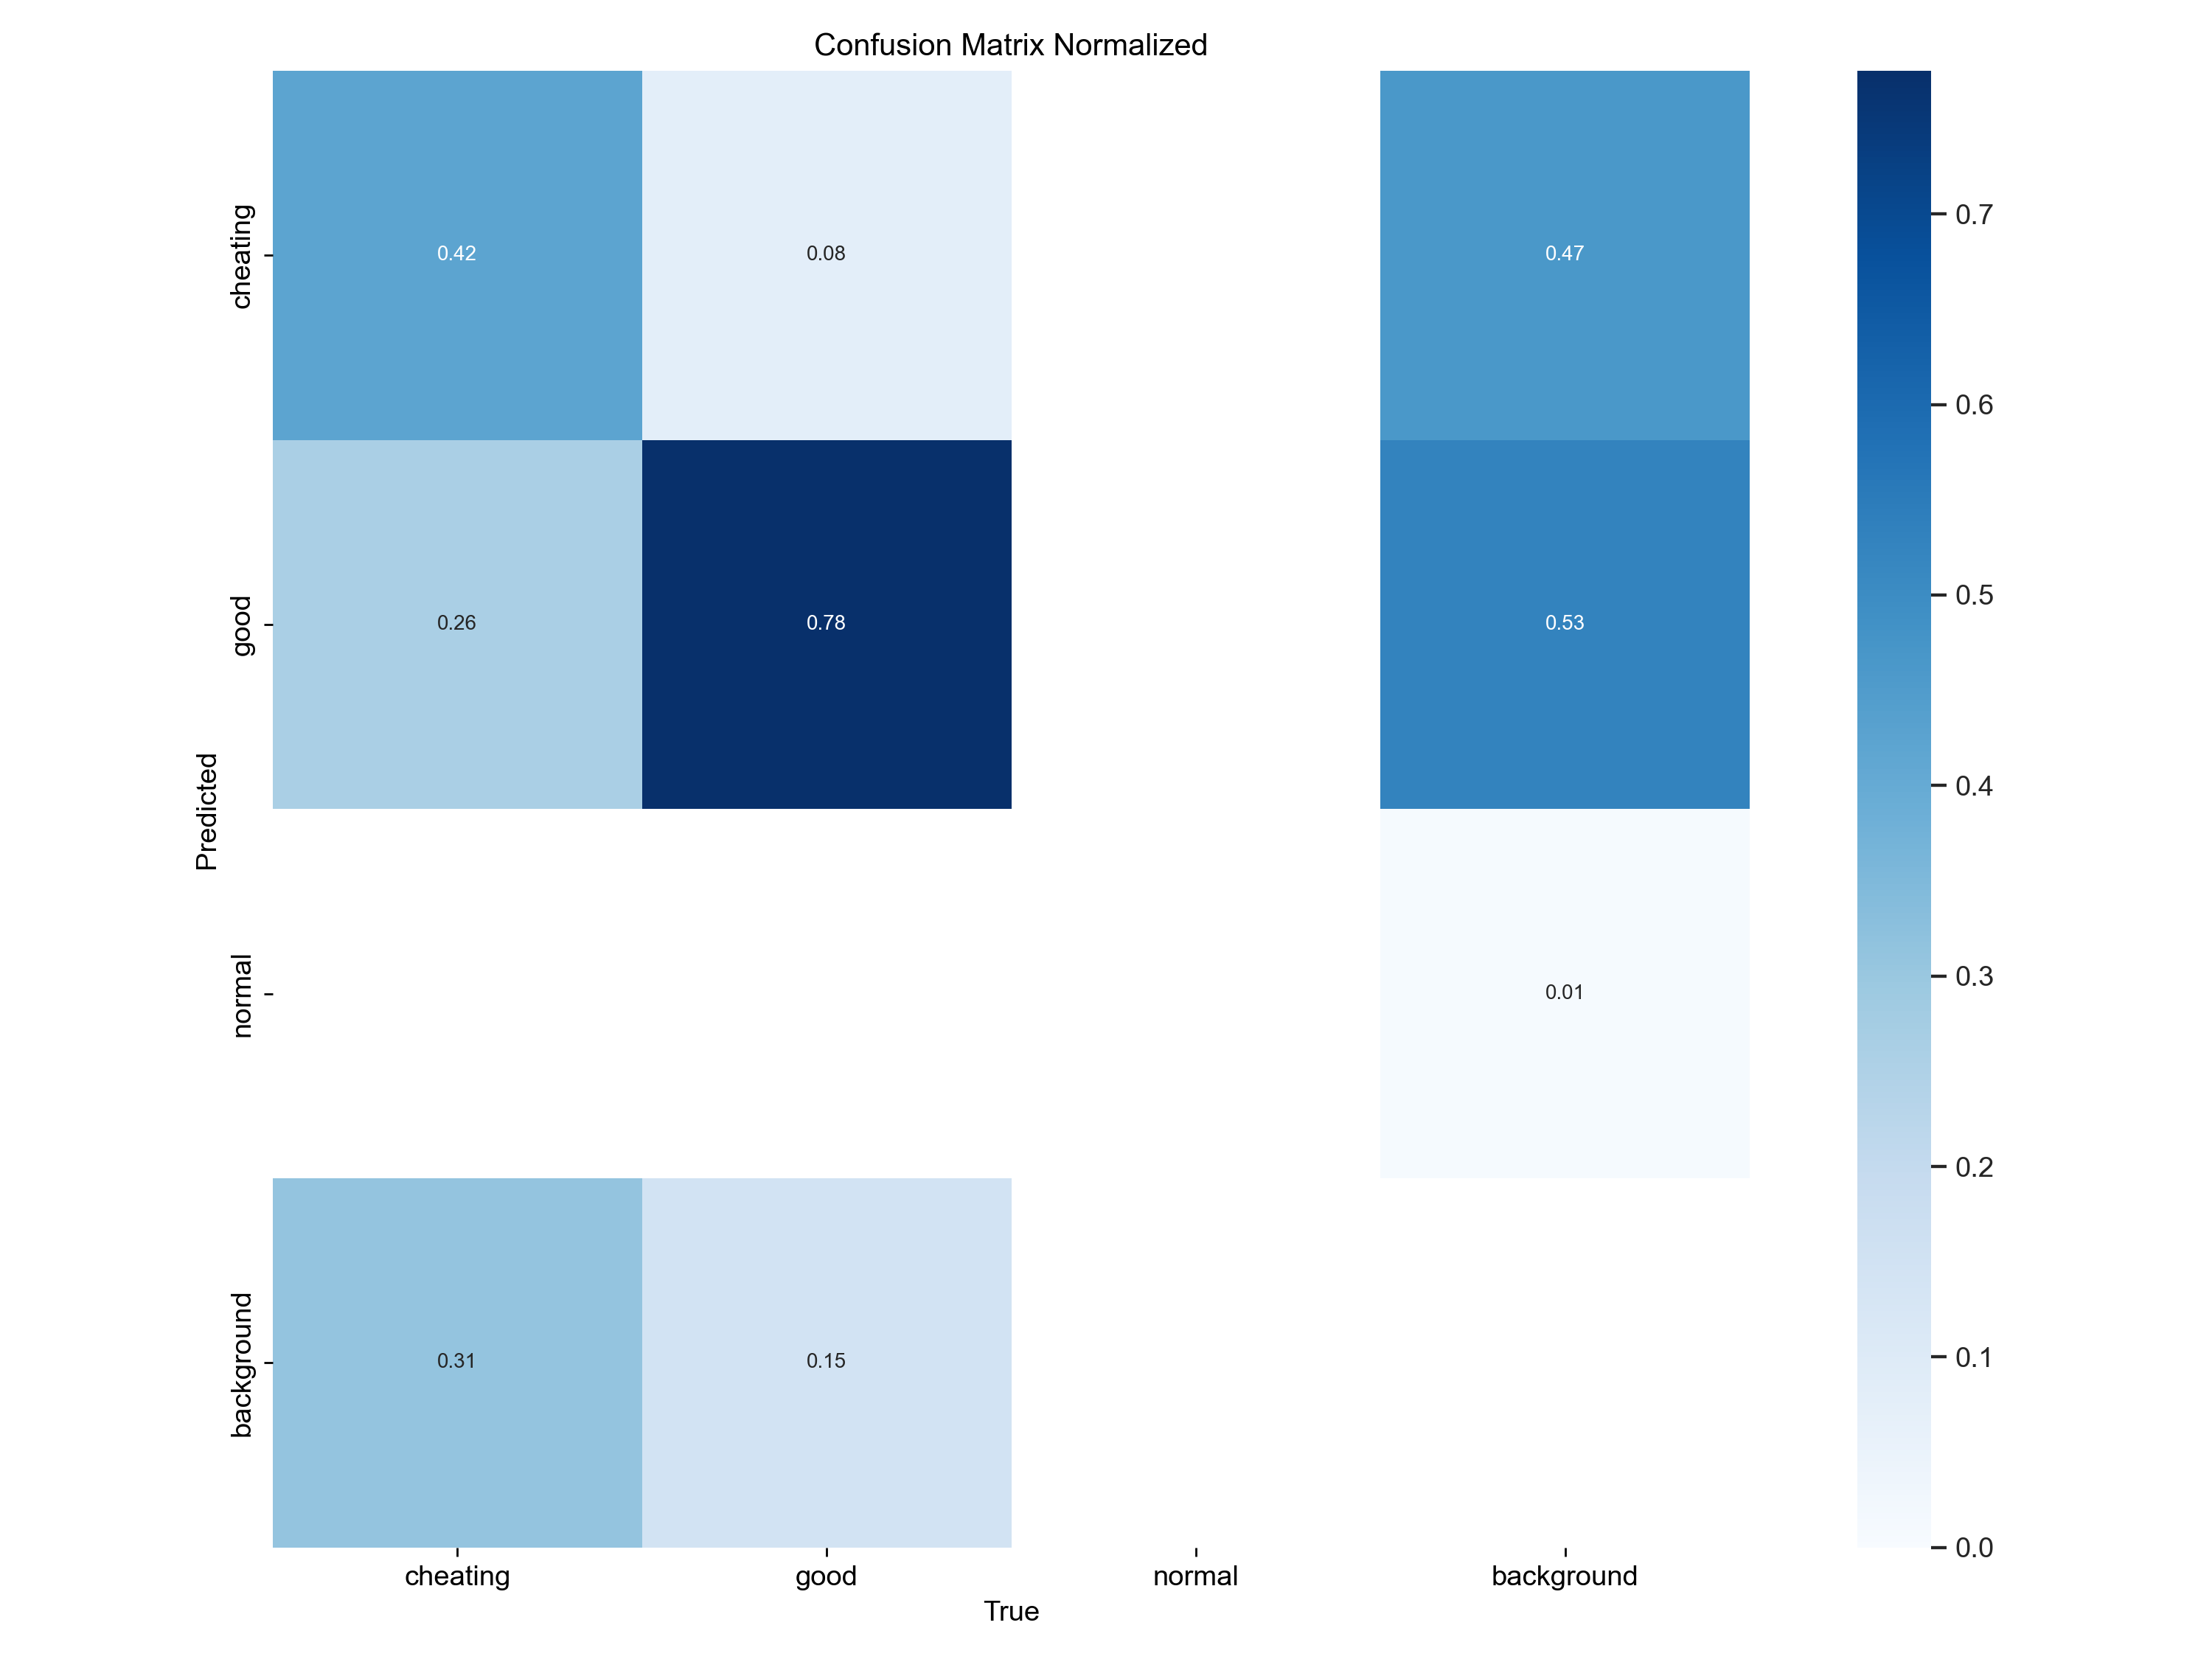 Confusion Matrix Normalized
cheating
0.42
0.08
0.47
good
0.26
0.78
0.53
normal
0.01
background
0.31
0.15
Predicted
cheating
good
normal
background
True
0.7
0.6
0.5
0.4
0.3
0.2
0.1
0.0